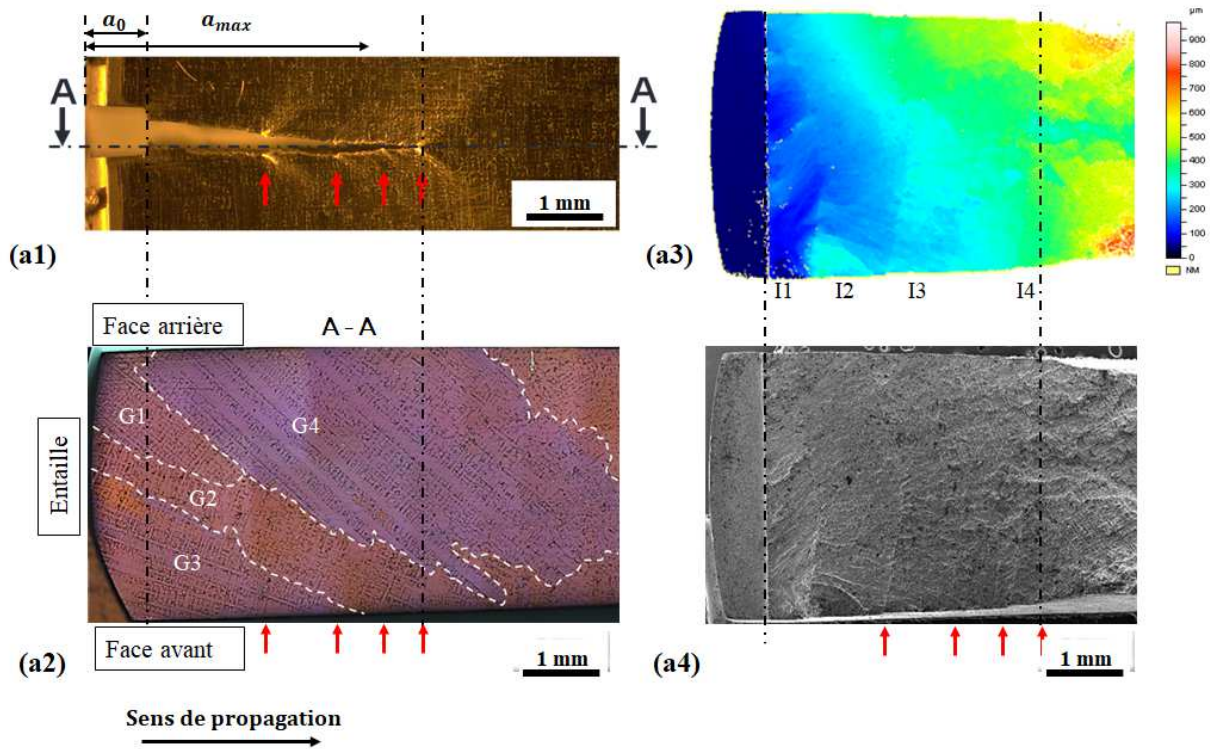 a0
amax
A
A
1 mm
(a1)
µm
900
800
700
600
500
400
300
200
100
0
NM
(a3)
I1 I2 I3 I4
Face arrière
A - A
Entaille
G1
G2
G3
G4
Face avant
1 mm
(a2)
(a4)
1 mm
Sens de propagation